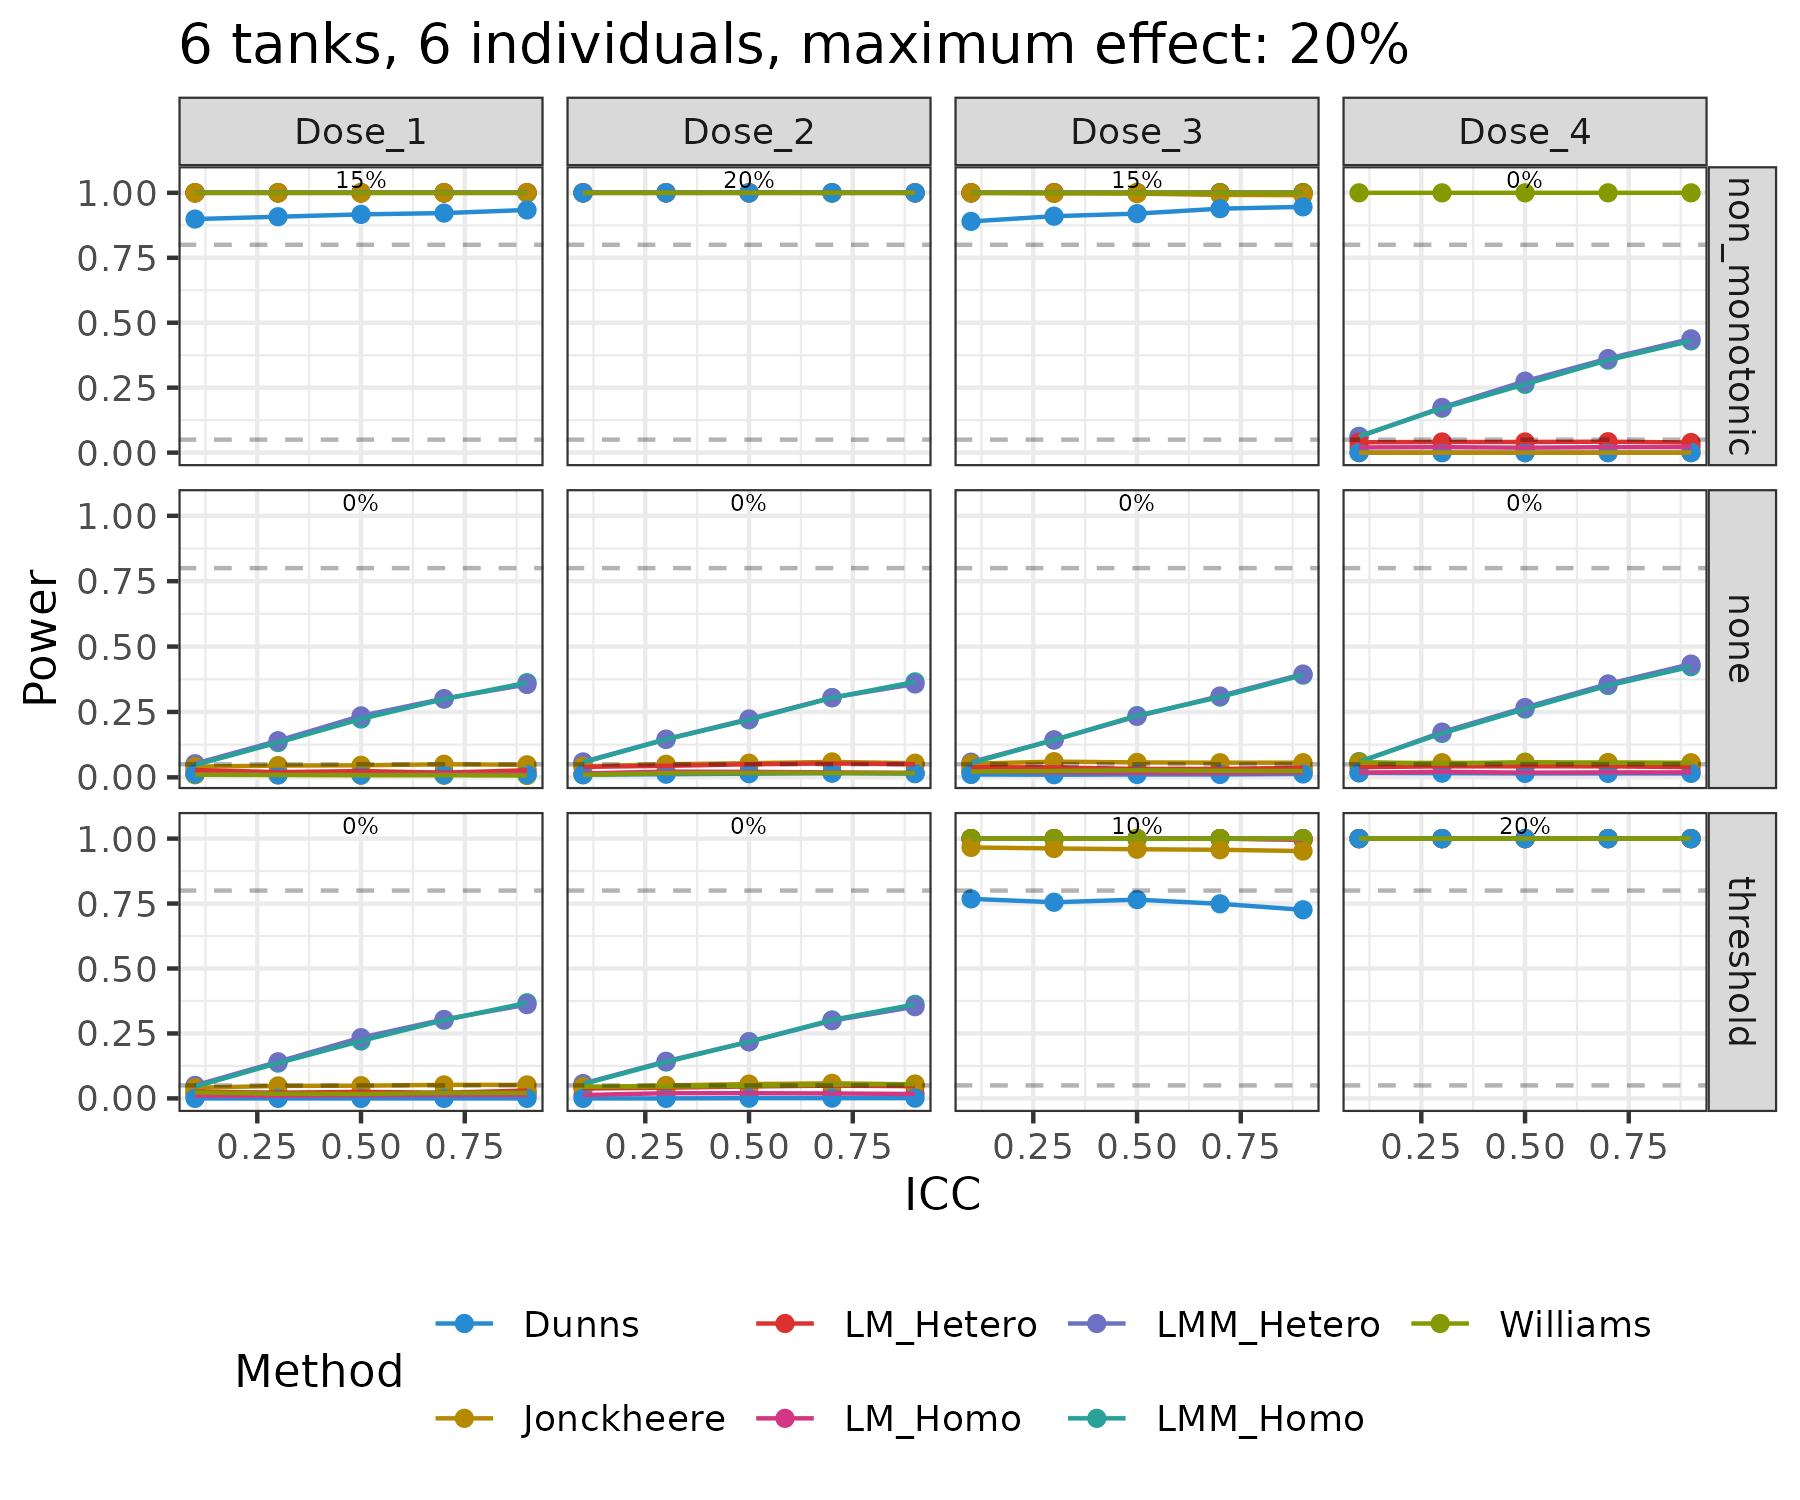 6 tanks, 6 individuals, maximum effect: 20%
Dose_1 Dose_2 Dose_3 Dose_4
15% 20% 15% 0%
1.00
0.75
0.50
0.25
0.00
non_monotonic
0% 0% 0% 0%
1.00
0.75
0.50
0.25
0.00
none
0% 0% 10% 20%
1.00
0.75
0.50
0.25
0.00
threshold
Power
0.25 0.50 0.75 0.25 0.50 0.75 0.25 0.50 0.75 0.25 0.50 0.75
ICC
Method
Dunns LM_Hetero LMM_Hetero Williams
Jonckheere LM_Homo LMM_Homo